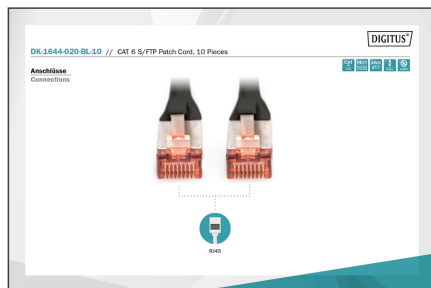 DIGITUS®
DK-1644-020-BL-10 // CAT 6 S/FTP Patch Cord, 10 Pieces
Anschlüsse
Connections
RJ45